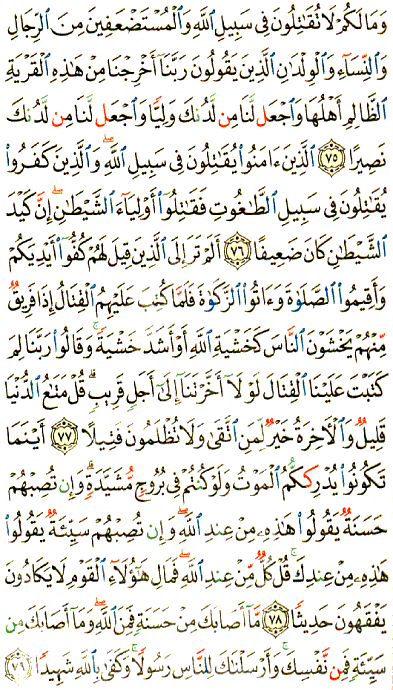 وَمَا لَكُمْ لَا تُقَـٰتِلُونَ فِى سَبِيلِ ٱللَّهِ وَٱلْمُسْتَضْعَفِينَ مِنَ ٱلرِّجَالِ
وَٱلنِّسَآءِ وَٱلْوِلْدَٰنِ ٱلَّذِينَ يَقُولُونَ رَبَّنَآ أَخْرِجْنَا مِنْ هَـٰذِهِ ٱلْقَرْيَةِ
ٱلظَّالِمِ أَهْلُهَا وَٱجْعَل لَّنَا مِن لَّدُنكَ وَلِيًّا وَٱجْعَل لَّنَا مِن لَّدُنكَ
نَصِيرًا ٧٥ ٱلَّذِينَ ءَامَنُوا۟ يُقَـٰتِلُونَ فِى سَبِيلِ ٱللَّهِ ۖ وَٱلَّذِينَ كَفَرُوا۟
يُقَـٰتِلُونَ فِى سَبِيلِ ٱلطَّـٰغُوتِ فَقَـٰتِلُوٓا۟ أَوْلِيَآءَ ٱلشَّيْطَـٰنِ ۖ إِنَّ كَيْدَ
ٱلشَّيْطَـٰنِ كَانَ ضَعِيفًا ٧٦ أَلَمْ تَرَ إِلَى ٱلَّذِينَ قِيلَ لَهُمْ كُفُّوٓا۟ أَيْدِيَكُمْ
وَأَقِيمُوا۟ ٱلصَّلَوٰةَ وَءَاتُوا۟ ٱلزَّكَوٰةَ فَلَمَّا كُتِبَ عَلَيْهِمُ ٱلْقِتَالُ إِذَا فَرِيقٌ
مِّنْهُمْ يَخْشَوْنَ ٱلنَّاسَ كَخَشْيَةِ ٱللَّهِ أَوْ أَشَدَّ خَشْيَةً ۚ وَقَالُوا۟ رَبَّنَا لِمَ
كَتَبْتَ عَلَيْنَا ٱلْقِتَالَ لَوْلَآ أَخَّرْتَنَآ إِلَىٰٓ أَجَلٍ قَرِيبٍ ۗ قُلْ مَتَـٰعُ ٱلدُّنْيَا
قَلِيلٌ وَٱلْـَٔاخِرَةُ خَيْرٌ لِّمَنِ ٱتَّقَىٰ وَلَا تُظْلَمُونَ فَتِيلًا ٧٧ أَيْنَمَا
تَكُونُوا۟ يُدْرِككُّمُ ٱلْمَوْتُ وَلَوْ كُنتُمْ فِى بُرُوجٍ مُّشَيَّدَةٍ ۗ وَإِن تُصِبْهُمْ
حَسَنَةٌ يَقُولُوا۟ هَـٰذِهِۦ مِنْ عِندِ ٱللَّهِ ۖ وَإِن تُصِبْهُمْ سَيِّئَةٌ يَقُولُوا۟
هَـٰذِهِۦ مِنْ عِندِكَ ۚ قُلْ كُلٌّ مِّنْ عِندِ ٱللَّهِ ۖ فَمَالِ هَـٰٓؤُلَآءِ ٱلْقَوْمِ لَا يَكَادُونَ
يَفْقَهُونَ حَدِيثًا ٧٨ مَّآ أَصَابَكَ مِنْ حَسَنَةٍ فَمِنَ ٱللَّهِ ۖ وَمَآ أَصَابَكَ مِن
سَيِّئَةٍ فَمِن نَّفْسِكَ ۚ وَأَرْسَلْنَـٰكَ لِلنَّاسِ رَسُولًا ۚ وَكَفَىٰ بِٱللَّهِ شَهِيدًا ٧٩